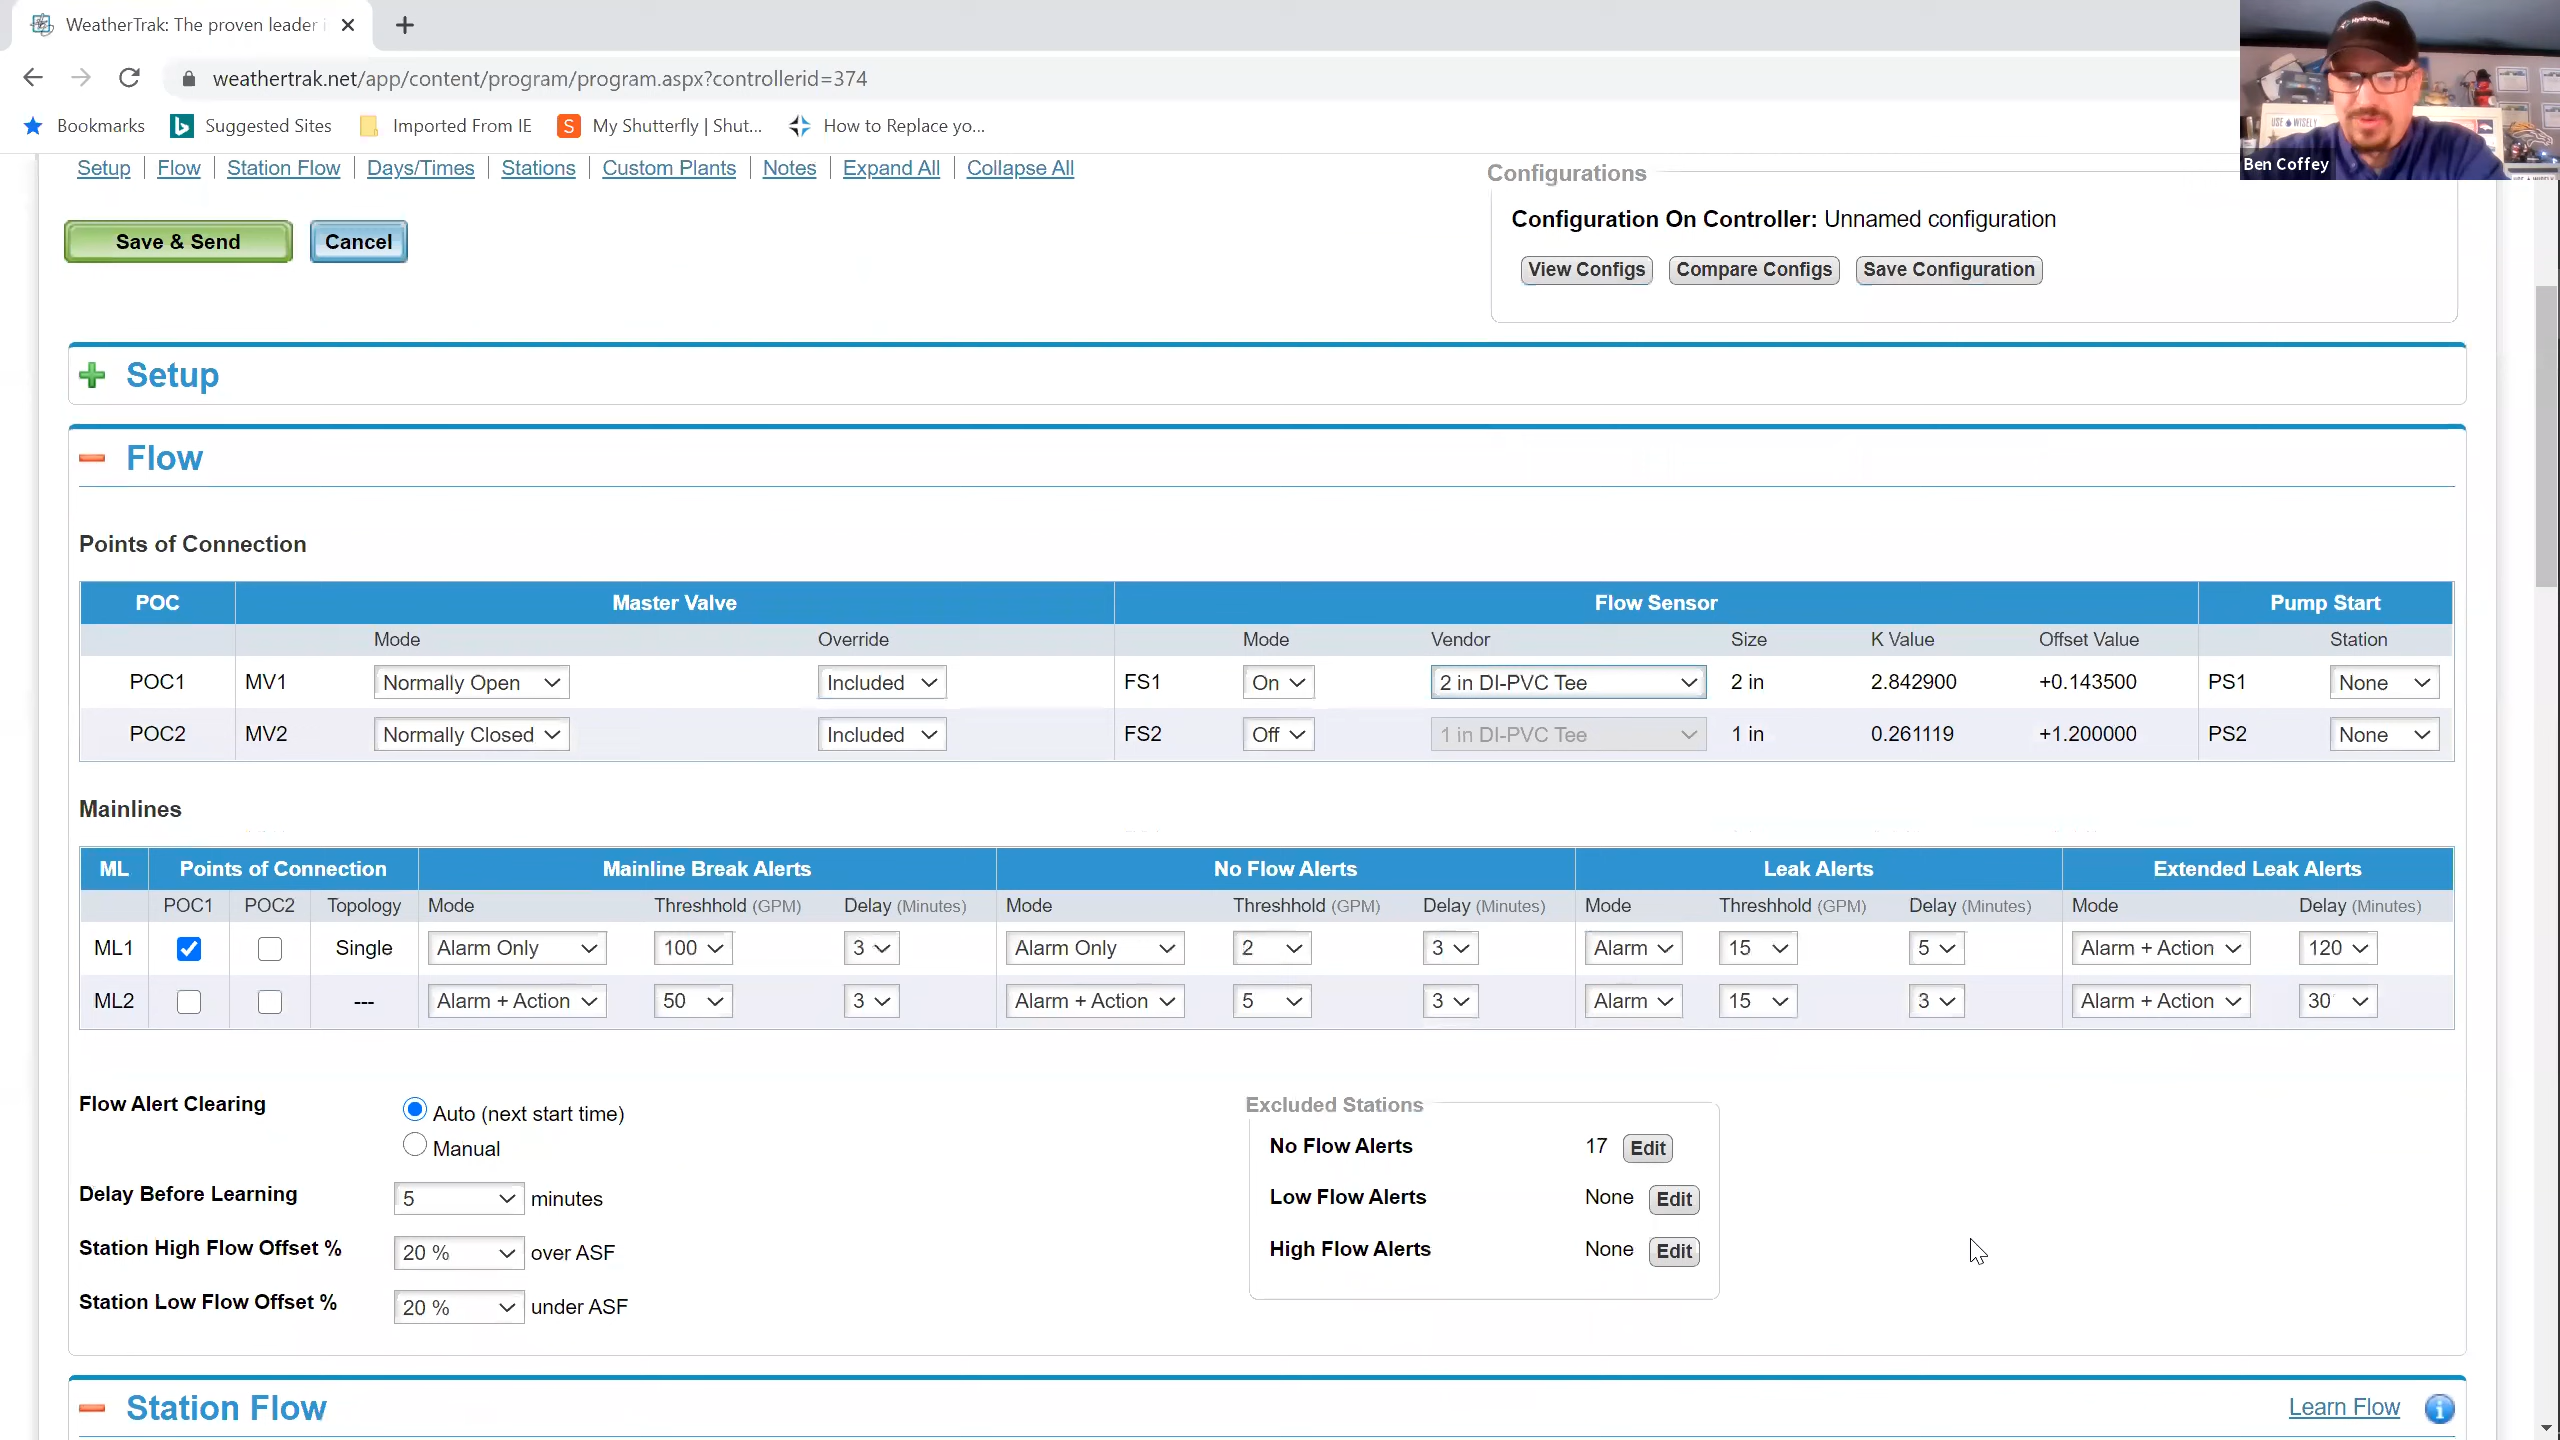 WeatherTrak: The proven leader
weathertrak.net/app/content/program/program.aspx?controllerid=374
Bookmarks Suggested Sites Imported From IE My Shutterfly | Shut... How to Replace yo...
HydroPoint
USE WISELY
Ben Coffey
Setup Flow Station Flow Days/Times Stations Custom Plants Notes Expand All Collapse All
Configurations
Configuration On Controller: Unnamed configuration
Save & Send Cancel
View Configs Compare Configs Save Configuration
Setup
Flow
Points of Connection
POC Master Valve Flow Sensor Pump Start
Mode Override Mode Vendor Size K Value Offset Value Station
POC1 MV1 Normally Open Included FS1 On 2 in DI-PVC Tee 2 in 2.842900 +0.143500 PS1 None
POC2 MV2 Normally Closed Included FS2 Off 1 in DI-PVC Tee 1 in 0.261119 +1.200000 PS2 None
Mainlines
ML Points of Connection Mainline Break Alerts No Flow Alerts Leak Alerts Extended Leak Alerts
POC1 POC2 Topology Mode Threshhold (GPM) Delay (Minutes) Mode Threshhold (GPM) Delay (Minutes) Mode Threshhold (GPM) Delay (Minutes) Mode Delay (Minutes)
ML1 Single Alarm Only 100 3 Alarm Only 2 3 Alarm 15 5 Alarm + Action 120
ML2 --- Alarm + Action 50 3 Alarm + Action 5 3 Alarm 15 3 Alarm + Action 30
Flow Alert Clearing Auto (next start time)
Manual
Delay Before Learning 5 minutes
Station High Flow Offset % 20 % over ASF
Station Low Flow Offset % 20 % under ASF
Excluded Stations
No Flow Alerts 17 Edit
Low Flow Alerts None Edit
High Flow Alerts None Edit
Station Flow
Learn Flow